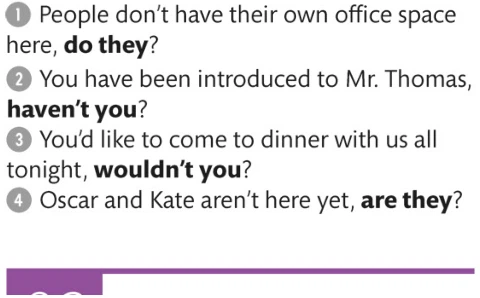 1 People don't have their own office space
here, do they?
2 You have been introduced to Mr. Thomas,
haven't you?
3 You'd like to come to dinner with us all
tonight, wouldn't you?
4 Oscar and Kate aren't here yet, are they?